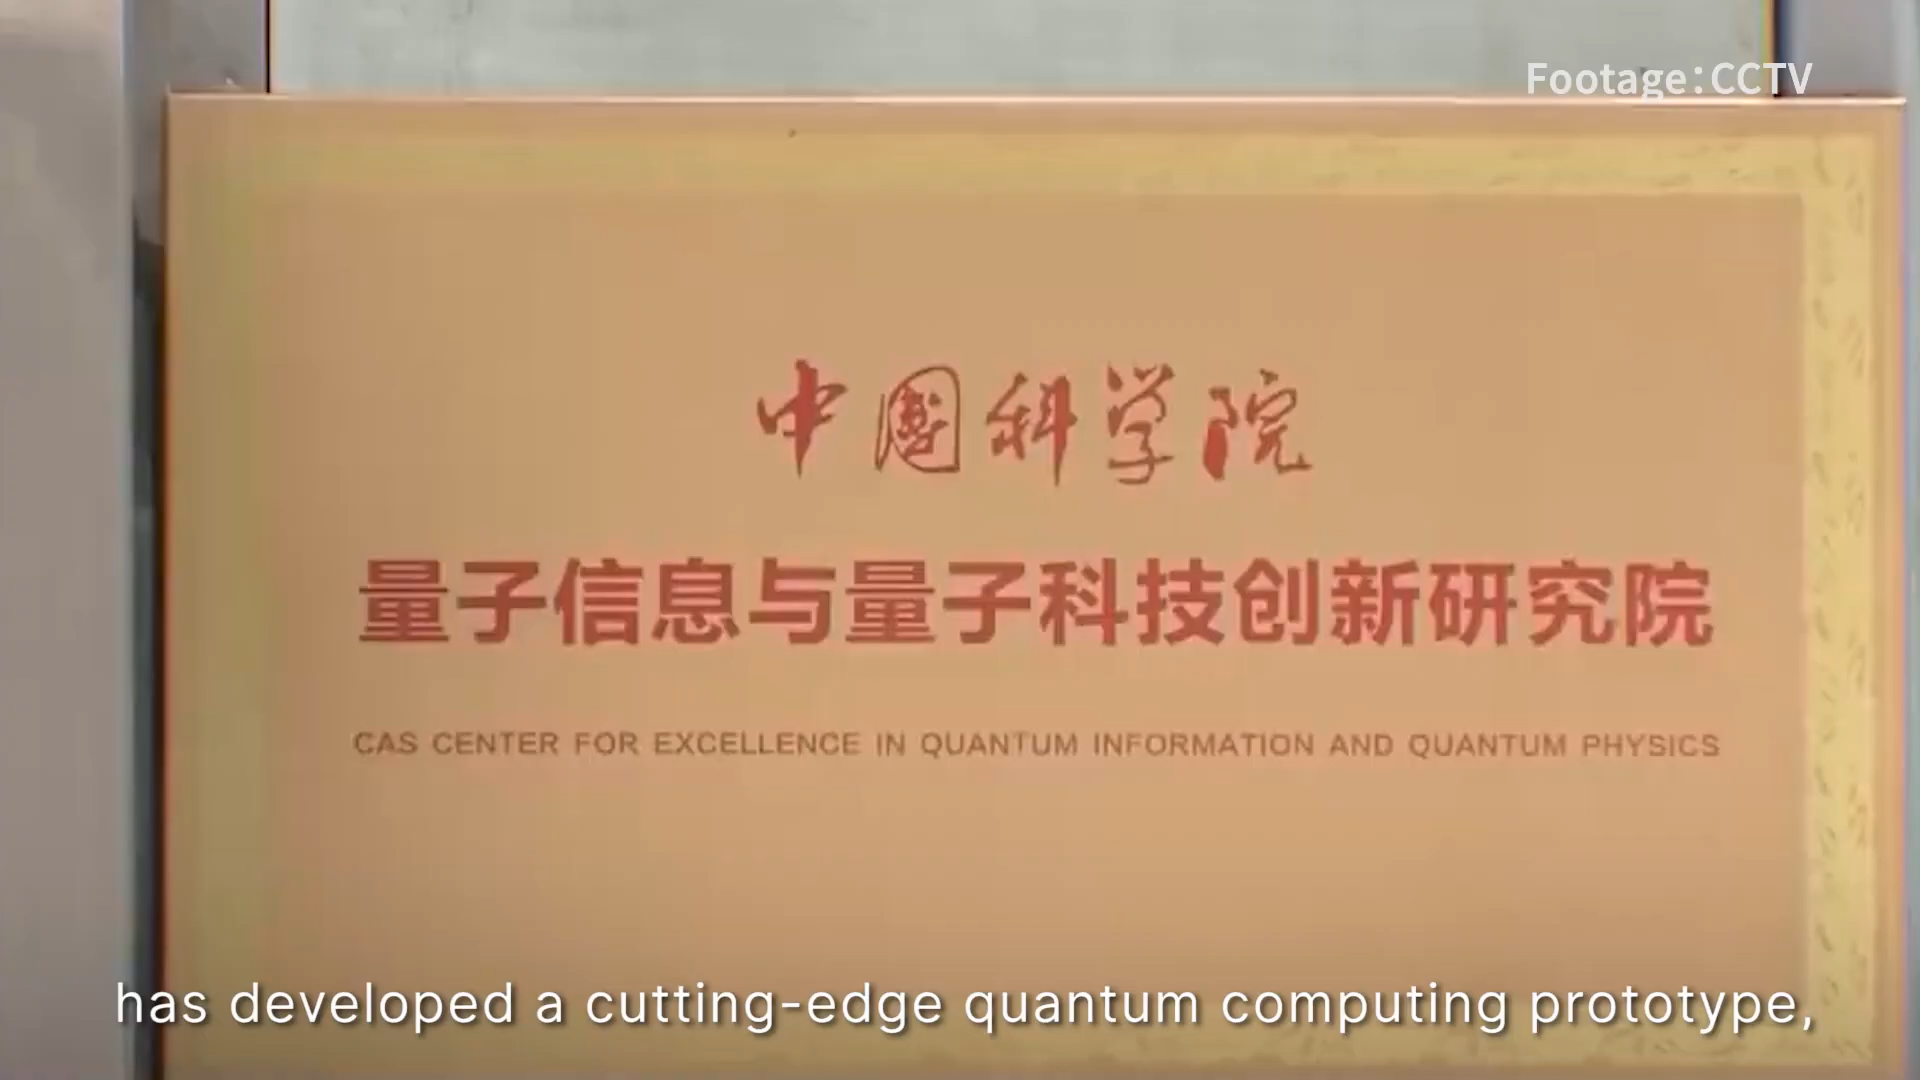 Footage:CCTV
中國科学院
量子信息与量子科技创新研究院
CAS CENTER FOR EXCELLENCE IN QUANTUM INFORMATION AND QUANTUM PHYSICS
has developed a cutting-edge quantum computing prototype,